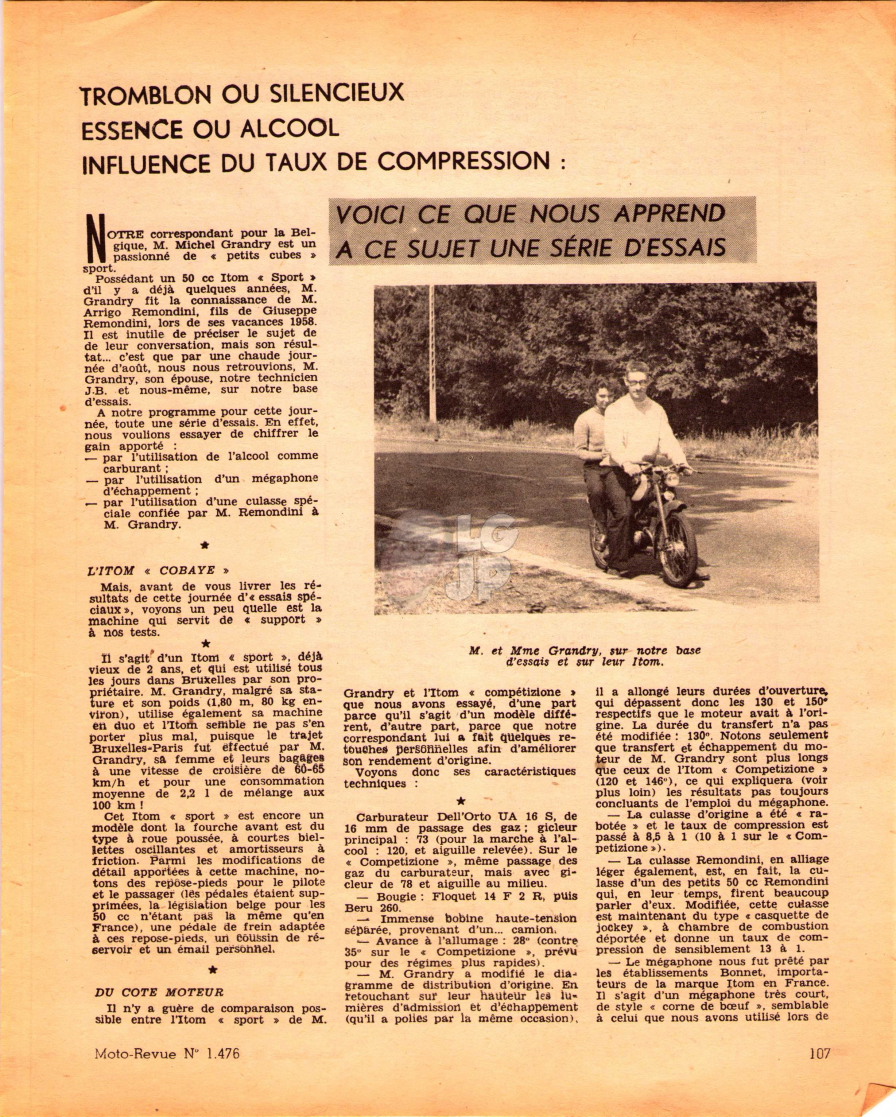 TROMBLON OU SILENCIEUX
ESSENCE OU ALCOOL
INFLUENCE DU TAUX DE COMPRESSION :
VOICI CE QUE NOUS APPREND
A CE SUJET UNE SÉRIE D'ESSAIS
NOTRE correspondant pour la Bel-
gique, M. Michel Grandry est un
passionné de « petits cubes »
sport.
Possédant un 50 cc Itom « Sport »
d'il y a déjà quelques années, M.
Grandry fit la connaissance de M.
Arrigo Remondini, fils de Giuseppe
Remondini, lors de ses vacances 1958.
Il est inutile de préciser le sujet de
de leur conversation, mais son résul-
tat... c'est que par une chaude jour-
née d'août, nous nous retrouvions, M.
Grandry, son épouse, notre technicien
J.B. et nous-même, sur notre base
d'essais.
A notre programme pour cette jour-
née, toute une série d'essais. En effet,
nous voulions essayer de chiffrer le
gain apporté :
— par l'utilisation de l'alcool comme
carburant ;
— par l'utilisation d'un mégaphone
d'échappement ;
— par l'utilisation d'une culasse spé-
ciale confiée par M. Remondini à
M. Grandry.
★
L'ITOM « COBAYE »
Mais, avant de vous livrer les ré-
sultats de cette journée d'« essais spé-
ciaux », voyons un peu quelle est la
machine qui servit de « support »
à nos tests.
★
Il s'agit d'un Itom « sport », déjà
vieux de 2 ans, et qui est utilisé tous
les jours dans Bruxelles par son pro-
priétaire. M. Grandry, malgré sa sta-
ture et son poids (1,80 m, 80 kg en-
viron), utilise également sa machine
en duo et l'Itom semble ne pas s'en
porter plus mal, puisque le trajet
Bruxelles-Paris fut effectué par M.
Grandry, sa femme et leurs bagages
à une vitesse de croisière de 60-65
km/h et pour une consommation
moyenne de 2,2 l de mélange aux
100 km !
Cet Itom « sport » est encore un
modèle dont la fourche avant est du
type à roue poussée, à courtes biel-
lettes oscillantes et amortisseurs à
friction. Parmi les modifications de
détail apportées à cette machine, no-
tons des repose-pieds pour le pilote
et le passager (les pédales étaient sup-
primées, la législation belge pour les
50 cc n'étant pas la même qu'en
France), une pédale de frein adaptée
à ces repose-pieds, un coussin de ré-
servoir et un émail personnel.
★
DU COTE MOTEUR
Il n'y a guère de comparaison pos-
sible entre l'Itom « sport » de M.
LC
JP
M. et Mme Grandry, sur notre base
d'essais et sur leur Itom.
Grandry et l'Itom « compétizione »
que nous avons essayé, d'une part
parce qu'il s'agit d'un modèle diffé-
rent, d'autre part, parce que notre
correspondant lui a fait quelques re-
touches personnelles afin d'améliorer
son rendement d'origine.
Voyons donc ses caractéristiques
techniques :
★
Carburateur Dell'Orto UA 16 S, de
16 mm de passage des gaz ; gicleur
principal : 73 (pour la marche à l'al-
cool : 120, et aiguille relevée). Sur le
« Competizione », même passage des
gaz du carburateur, mais avec gi-
cleur de 78 et aiguille au milieu.
— Bougie : Floquet 14 F 2 R, puis
Beru 260.
— Immense bobine haute-tension
séparée, provenant d'un... camion.
— Avance à l'allumage : 28° (contre
35° sur le « Competizione », prévu
pour des régimes plus rapides).
— M. Grandry a modifié le dia-
gramme de distribution d'origine. En
retouchant sur leur hauteur les lu-
mières d'admission et d'échappement
(qu'il a polies par la même occasion),
il a allongé leurs durées d'ouverture,
qui dépassent donc les 130 et 150°
respectifs que le moteur avait à l'ori-
gine. La durée du transfert n'a pas
été modifiée : 130°. Notons seulement
que transfert et échappement du mo-
teur de M. Grandry sont plus longs
que ceux de l'Itom « Competizione »
(120 et 146°), ce qui expliquera (voir
plus loin) les résultats pas toujours
concluants de l'emploi du mégaphone.
— La culasse d'origine a été « ra-
botée » et le taux de compression est
passé à 8,5 à 1 (10 à 1 sur le « Com-
petizione »).
— La culasse Remondini, en alliage
léger également, est, en fait, la cu-
lasse d'un des petits 50 cc Remondini
qui, en leur temps, firent beaucoup
parler d'eux. Modifiée, cette culasse
est maintenant du type « casquette de
jockey », à chambre de combustion
déportée et donne un taux de com-
pression de sensiblement 13 à 1.
— Le mégaphone nous fut prêté par
les établissements Bonnet, importa-
teurs de la marque Itom en France.
Il s'agit d'un mégaphone très court,
de style « corne de bœuf », semblable
à celui que nous avons utilisé lors de
Moto-Revue N° 1.476
107